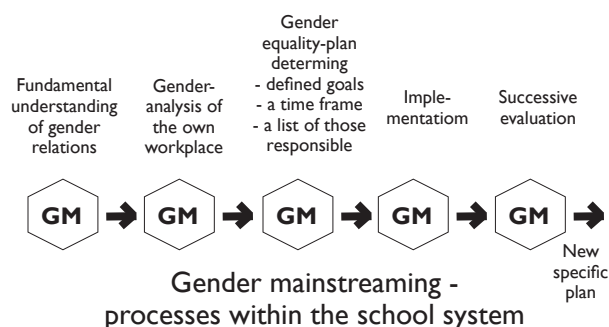 Fundamental
understanding
of gender
relations
Gender-
analysis of
the own
workplace
Gender
equality-plan
determing
- defined goals
- a time frame
- a list of those
responsible
Imple-
mentatiom
Successive
evaluation
GM
GM
GM
GM
GM
New
specific
plan
Gender mainstreaming -
processes within the school system